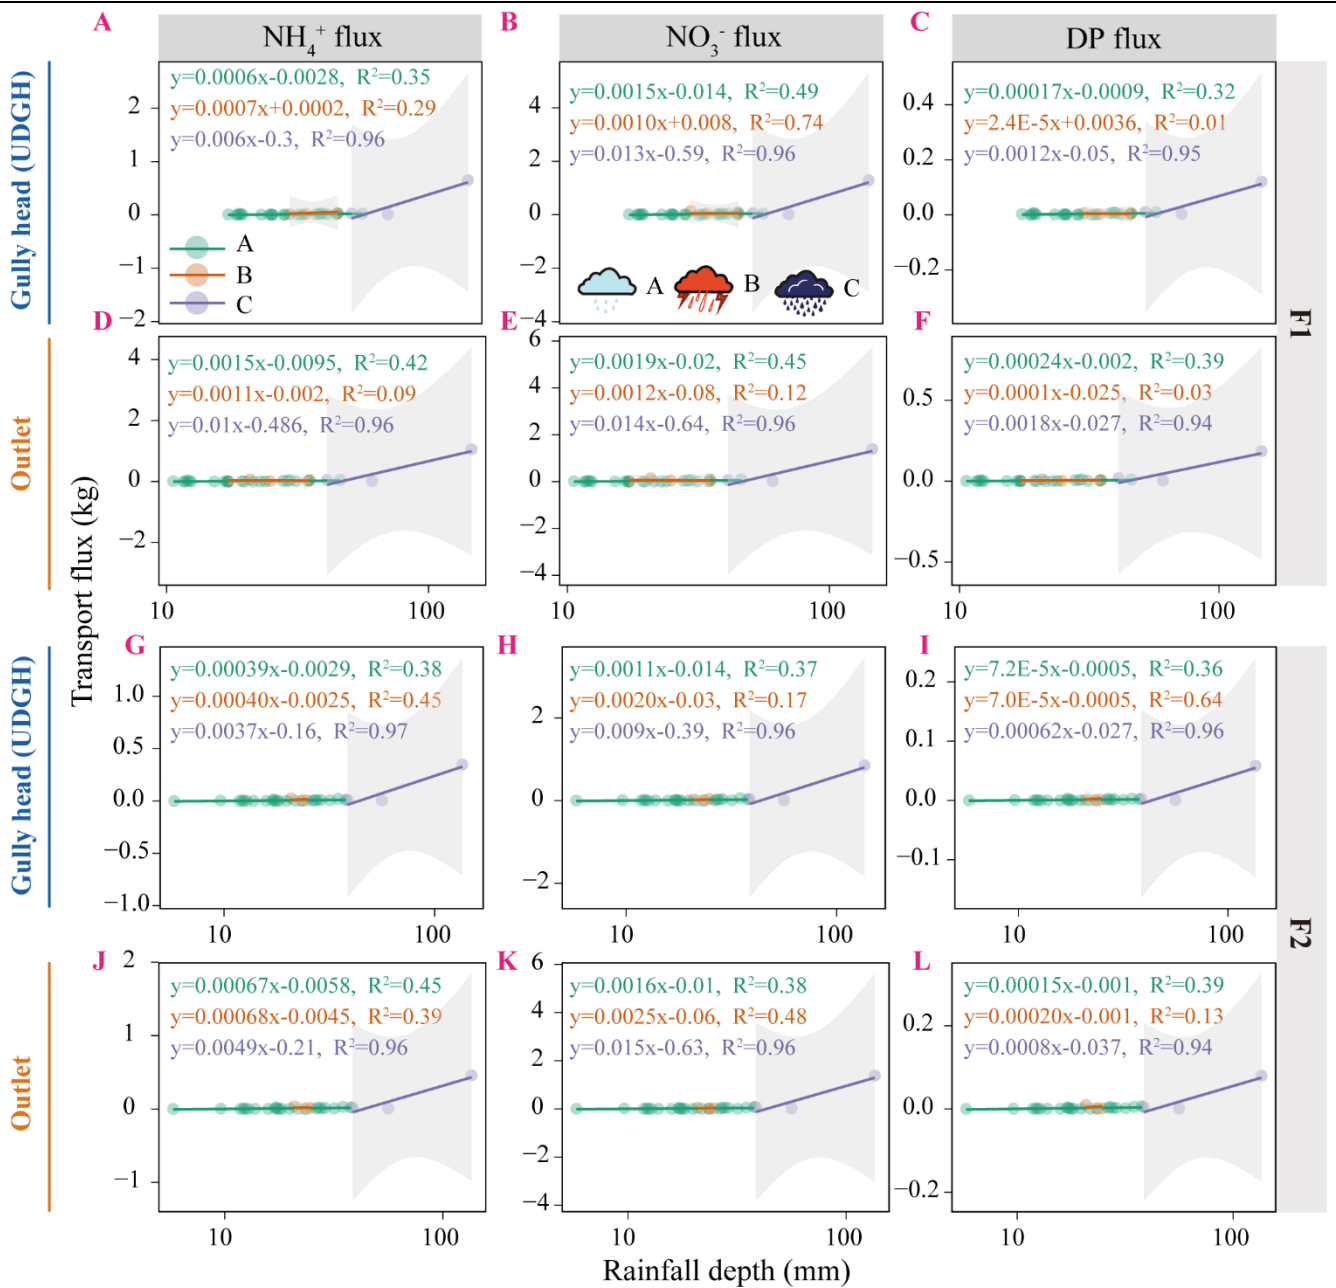 A
B
C
NH₄⁺ flux
NO₃⁻ flux
DP flux
Gully head (UDGH)
y=0.0006x-0.0028, R²=0.35
y=0.0007x+0.0002, R²=0.29
y=0.006x-0.3, R²=0.96
2
1
0
−1
−2
A
B
C
y=0.0015x-0.014, R²=0.49
y=0.0010x+0.008, R²=0.74
y=0.013x-0.59, R²=0.96
4
2
0
−2
−4
A
B
C
y=0.00017x-0.0009, R²=0.32
y=2.4E-5x+0.0036, R²=0.01
y=0.0012x-0.05, R²=0.95
0.4
0.2
0.0
−0.2
F1
D
E
F
Outlet
y=0.0015x-0.0095, R²=0.42
y=0.0011x-0.002, R²=0.09
y=0.01x-0.486, R²=0.96
4
2
0
−2
10
100
y=0.0019x-0.02, R²=0.45
y=0.0012x-0.08, R²=0.12
y=0.014x-0.64, R²=0.96
6
4
2
0
−2
−4
10
100
y=0.00024x-0.002, R²=0.39
y=0.0001x-0.025, R²=0.03
y=0.0018x-0.027, R²=0.94
0.5
0.0
−0.5
10
100
Transport flux (kg)
G
H
I
Gully head (UDGH)
y=0.00039x-0.0029, R²=0.38
y=0.00040x-0.0025, R²=0.45
y=0.0037x-0.16, R²=0.97
1.0
0.5
0.0
−0.5
−1.0
10
100
y=0.0011x-0.014, R²=0.37
y=0.0020x-0.03, R²=0.17
y=0.009x-0.39, R²=0.96
2
0
−2
10
100
y=7.2E-5x-0.0005, R²=0.36
y=7.0E-5x-0.0005, R²=0.64
y=0.00062x-0.027, R²=0.96
0.2
0.1
0.0
−0.1
10
100
F2
J
K
L
Outlet
y=0.00067x-0.0058, R²=0.45
y=0.00068x-0.0045, R²=0.39
y=0.0049x-0.21, R²=0.96
2
1
0
−1
10
100
y=0.0016x-0.01, R²=0.38
y=0.0025x-0.06, R²=0.48
y=0.015x-0.63, R²=0.96
6
4
2
0
−2
−4
10
100
y=0.00015x-0.001, R²=0.39
y=0.00020x-0.001, R²=0.13
y=0.0008x-0.037, R²=0.94
0.2
0.0
−0.2
10
100
Rainfall depth (mm)